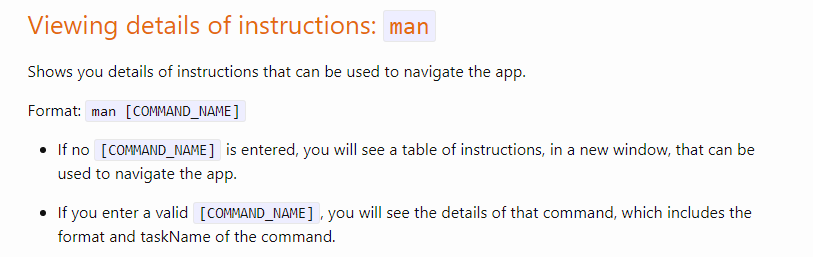 Viewing details of instructions: man
Shows you details of instructions that can be used to navigate the app.
Format: man [COMMAND_NAME]
• If no [COMMAND_NAME] is entered, you will see a table of instructions, in a new window, that can be
used to navigate the app.
• If you enter a valid [COMMAND_NAME], you will see the details of that command, which includes the
format and taskName of the command.